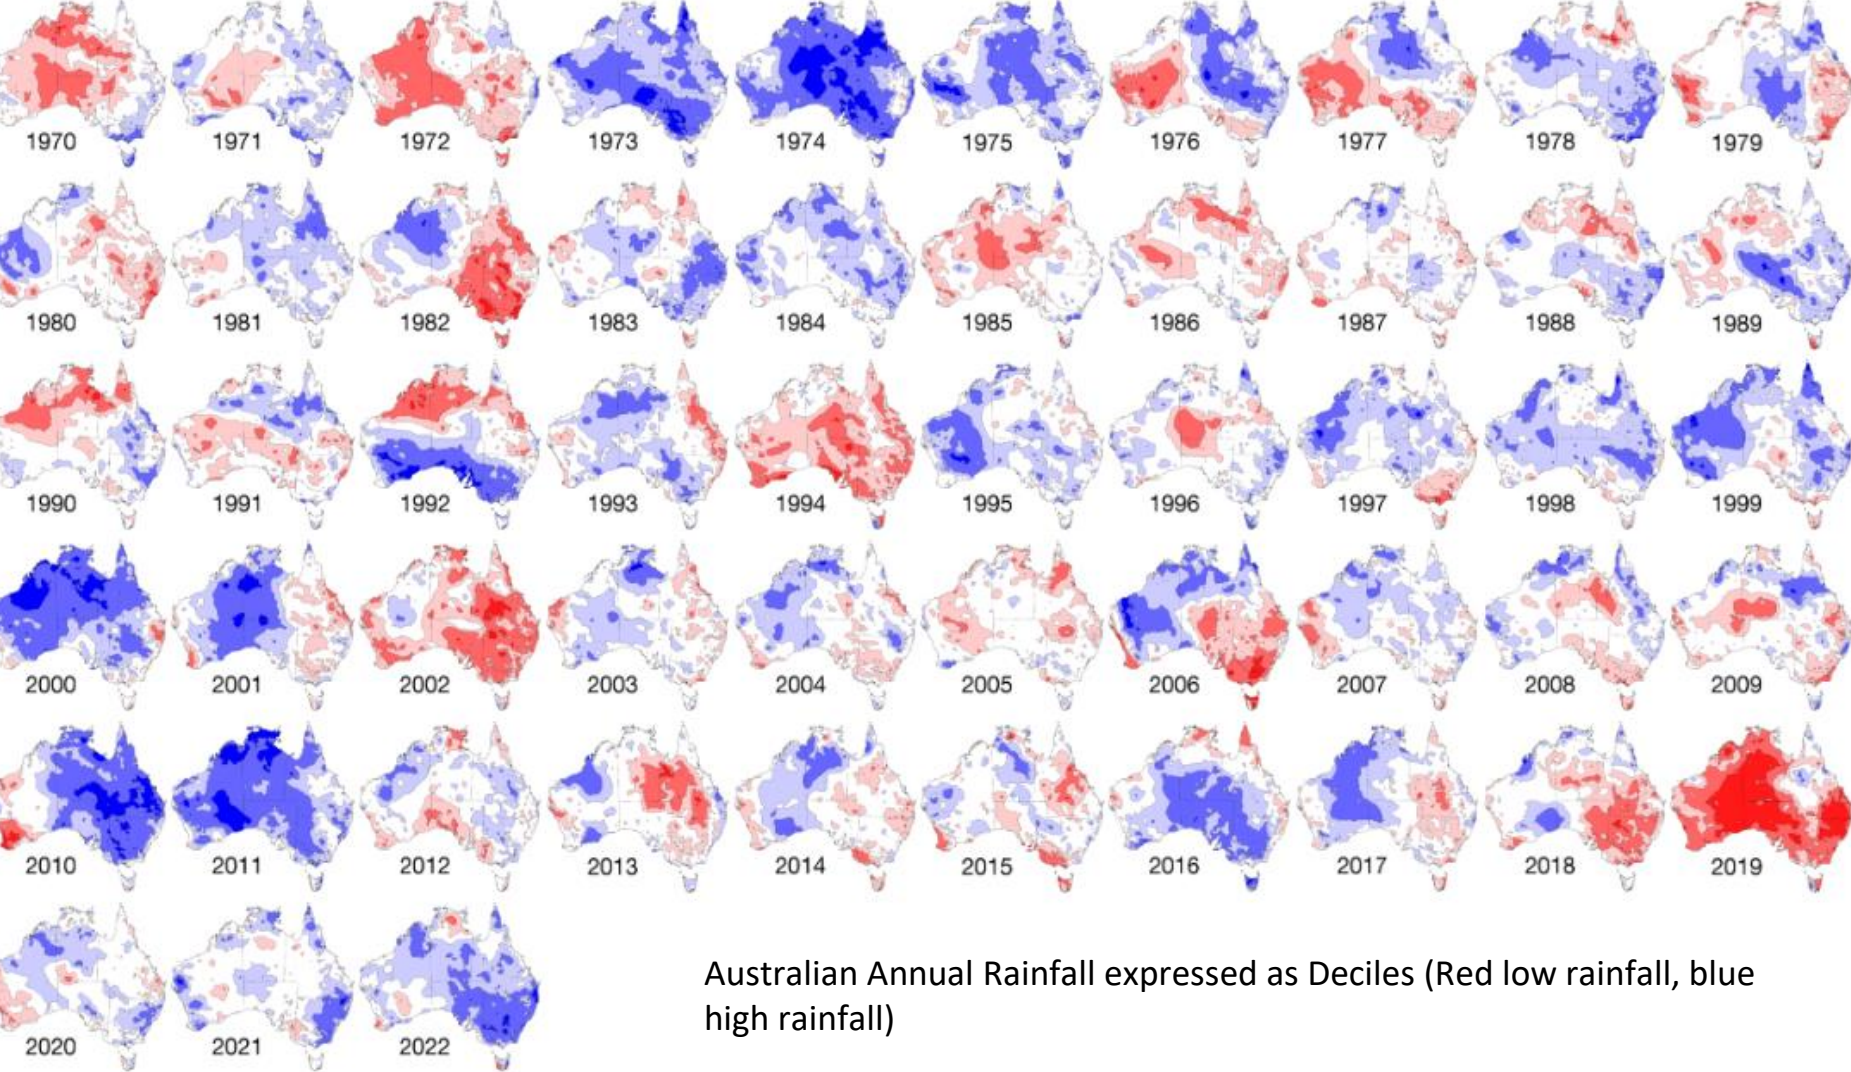 1970 1971 1972 1973 1974 1975 1976 1977 1978 1979
1980 1981 1982 1983 1984 1985 1986 1987 1988 1989
1990 1991 1992 1993 1994 1995 1996 1997 1998 1999
2000 2001 2002 2003 2004 2005 2006 2007 2008 2009
2010 2011 2012 2013 2014 2015 2016 2017 2018 2019
2020 2021 2022
Australian Annual Rainfall expressed as Deciles (Red low rainfall, blue
high rainfall)